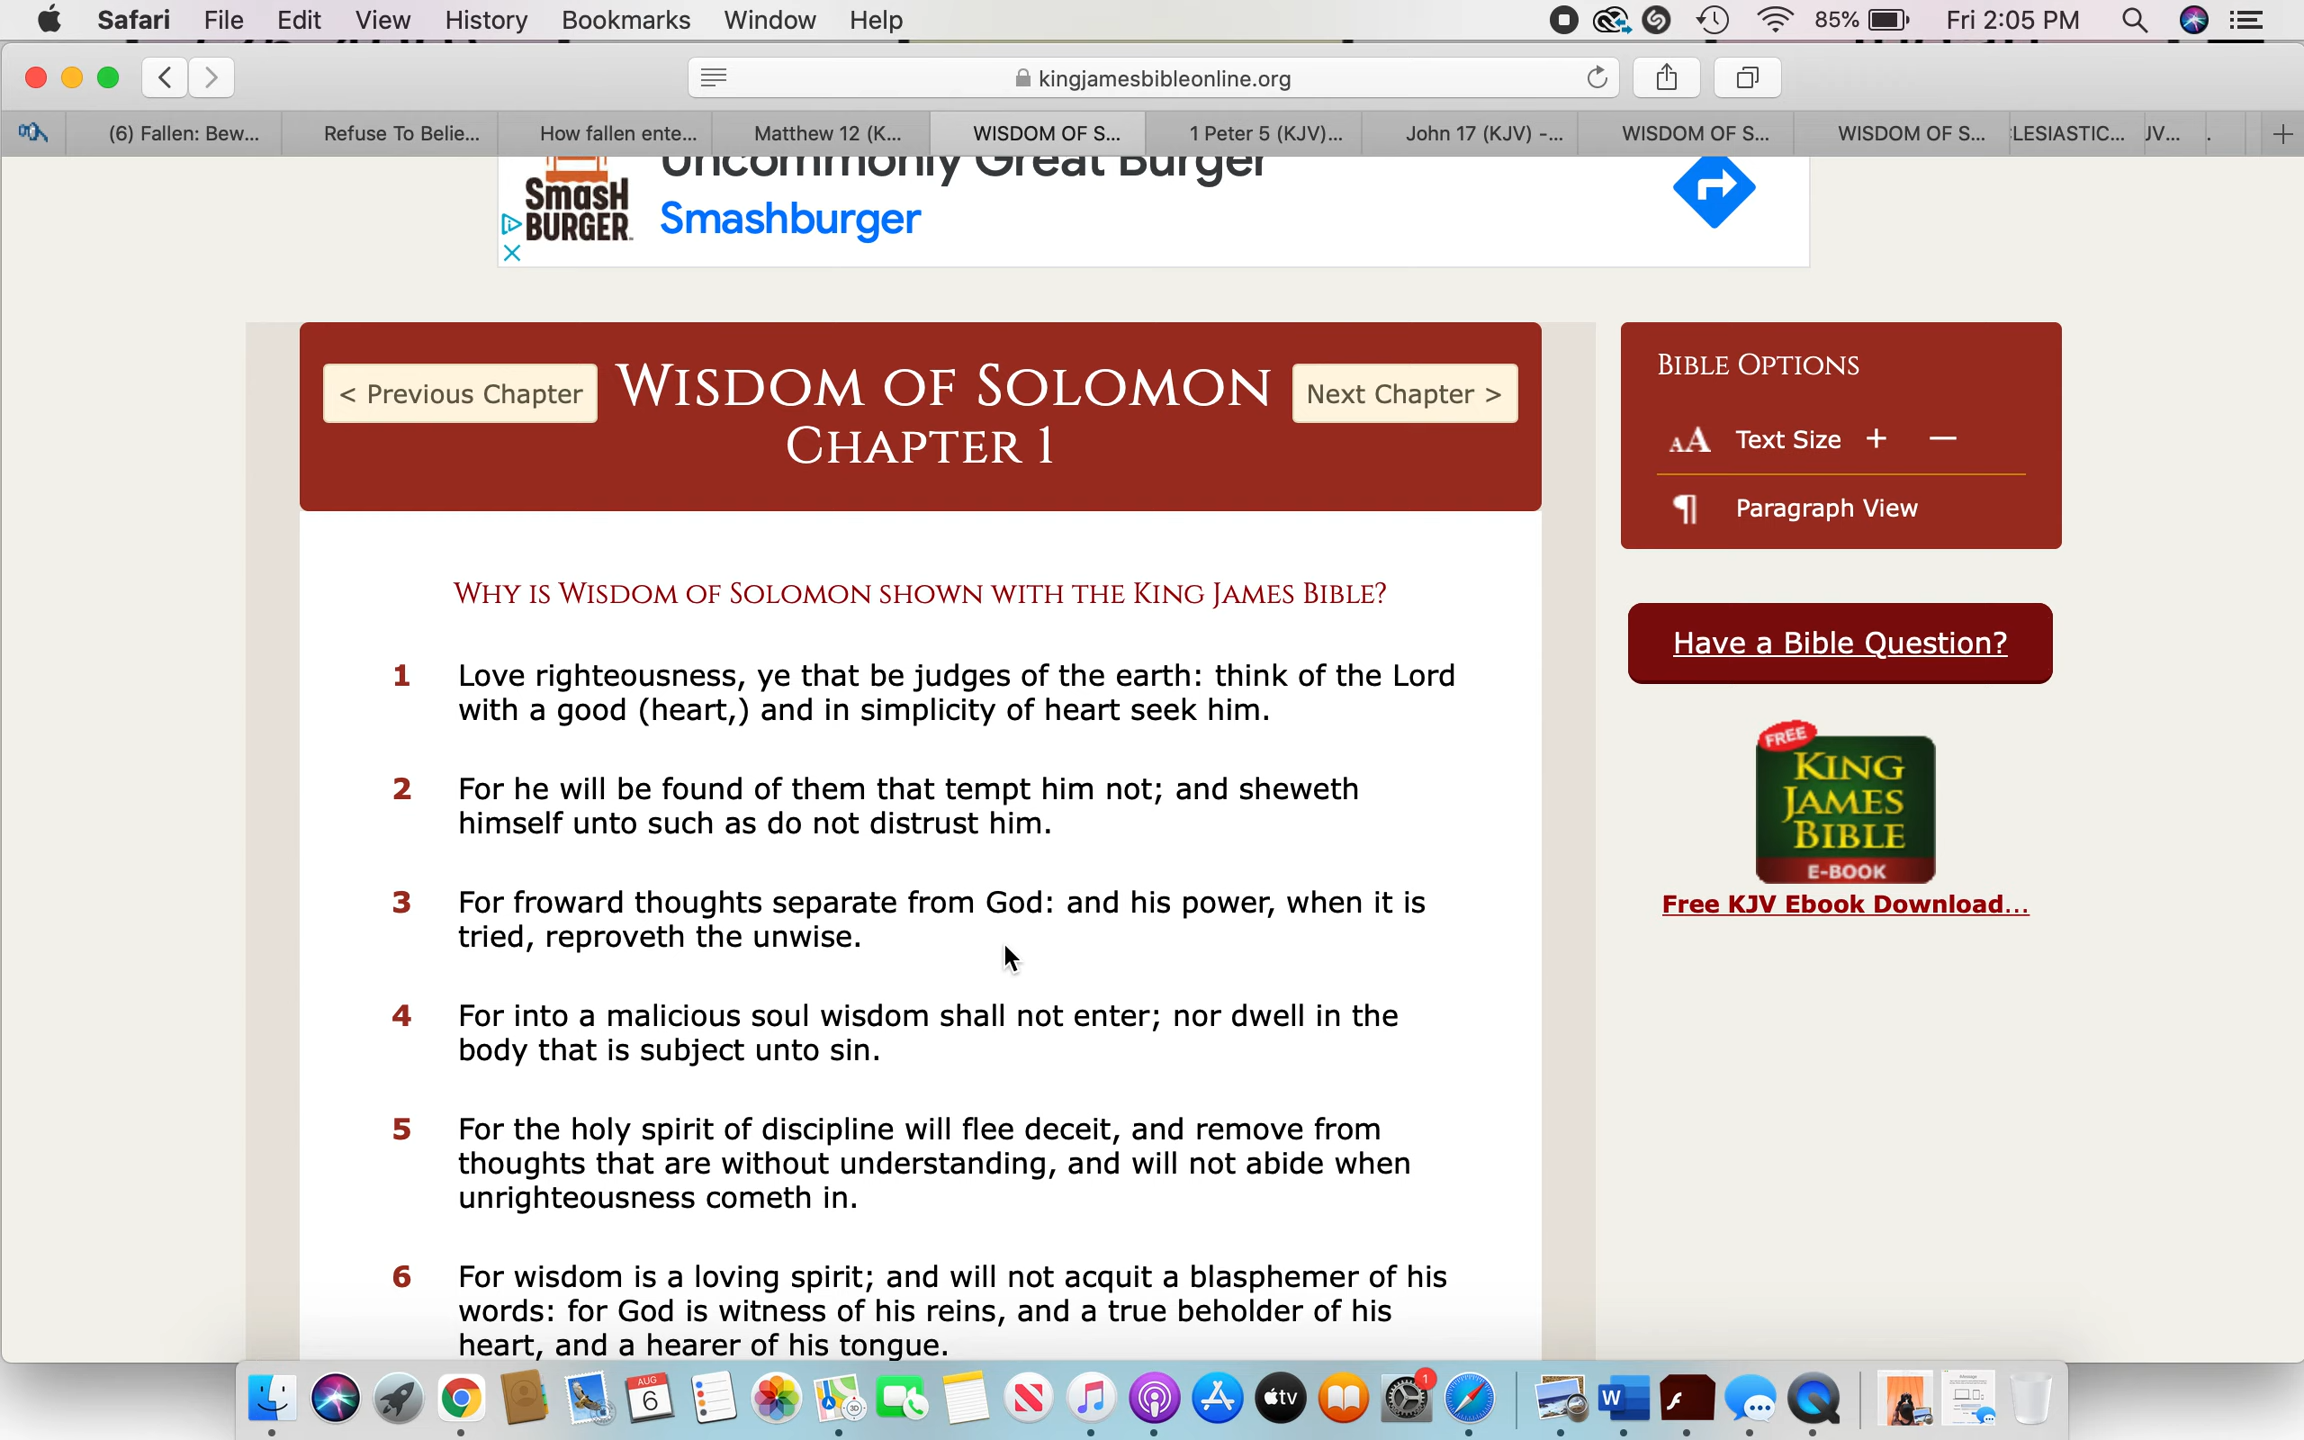 Safari File Edit View History Bookmarks Window Help 85% Fri 2:05 PM
kingjamesbibleonline.org
(6) Fallen: Bew... Refuse To Belie... How fallen ente... Matthew 12 (K... WISDOM OF S... 1 Peter 5 (KJV)... John 17 (KJV) -... WISDOM OF S... WISDOM OF S... LESIASTIC... JV... .
Uncommonly Great Burger
SMASH
BURGER
Smashburger
< Previous Chapter
WISDOM OF SOLOMON
CHAPTER 1
Next Chapter >
BIBLE OPTIONS
AA Text Size + —
¶ Paragraph View
Have a Bible Question?
FREE
KING
JAMES
BIBLE
E-BOOK
Free KJV Ebook Download...
WHY IS WISDOM OF SOLOMON SHOWN WITH THE KING JAMES BIBLE?
1 Love righteousness, ye that be judges of the earth: think of the Lord
with a good (heart,) and in simplicity of heart seek him.
2 For he will be found of them that tempt him not; and sheweth
himself unto such as do not distrust him.
3 For froward thoughts separate from God: and his power, when it is
tried, reproveth the unwise.
4 For into a malicious soul wisdom shall not enter; nor dwell in the
body that is subject unto sin.
5 For the holy spirit of discipline will flee deceit, and remove from
thoughts that are without understanding, and will not abide when
unrighteousness cometh in.
6 For wisdom is a loving spirit; and will not acquit a blasphemer of his
words: for God is witness of his reins, and a true beholder of his
heart, and a hearer of his tongue.
AUG
6
3D
tv
1
W